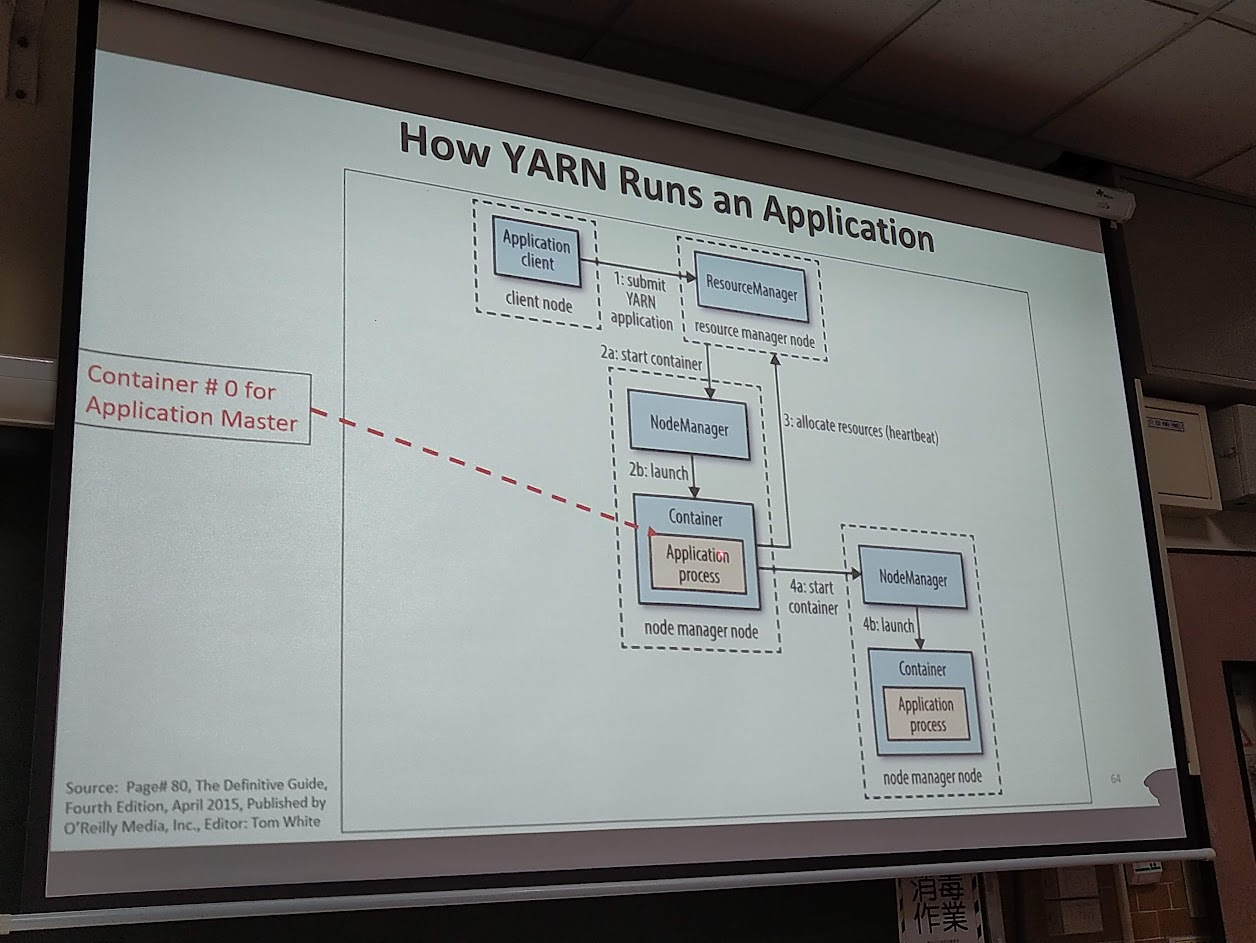 How YARN Runs an Application
Application
client
client node
1: submit
YARN
application
ResourceManager
resource manager node
2a: start container
Container # 0 for
Application Master
NodeManager
3: allocate resources (heartbeat)
2b: launch
Container
Application
process
node manager node
4a: start
container
NodeManager
4b: launch
Container
Application
process
node manager node
Source: Page# 80, The Definitive Guide,
Fourth Edition, April 2015, Published by
O'Reilly Media, Inc., Editor: Tom White
64
消毒
作業